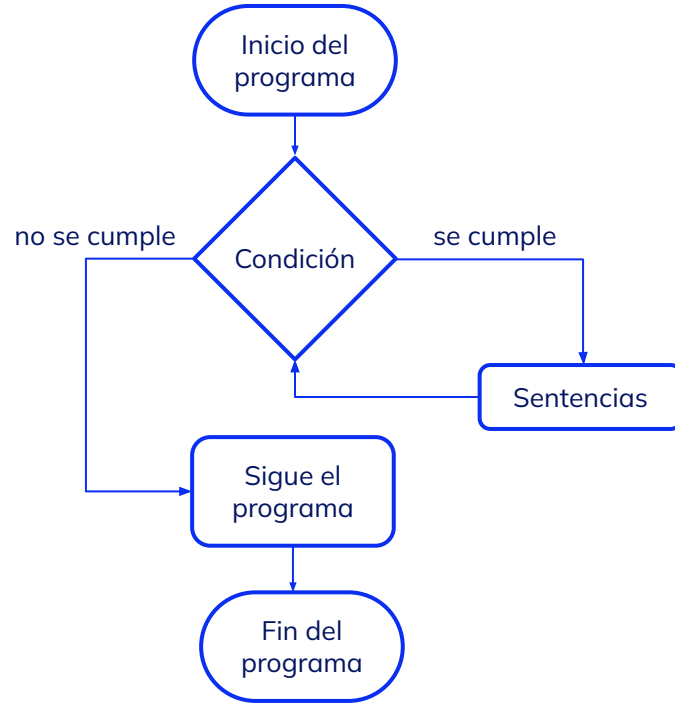 Inicio del
programa
no se cumple
Condición
se cumple
Sentencias
Sigue el
programa
Fin del
programa